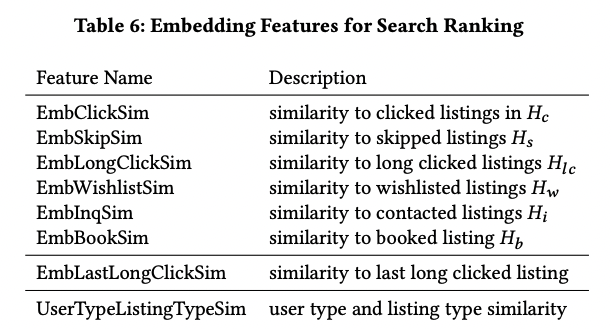 Table 6: Embedding Features for Search Ranking
Feature Name Description
EmbClickSim similarity to clicked listings in H_c
EmbSkipSim similarity to skipped listings H_s
EmbLongClickSim similarity to long clicked listings H_lc
EmbWishlistSim similarity to wishlisted listings H_w
EmbInqSim similarity to contacted listings H_i
EmbBookSim similarity to booked listing H_b
EmbLastLongClickSim similarity to last long clicked listing
UserTypeListingTypeSim user type and listing type similarity